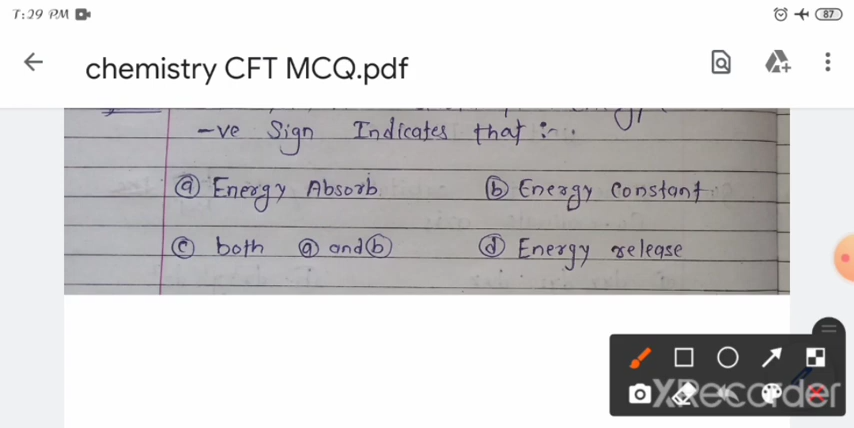 7:29 PM
87
chemistry CFT MCQ.pdf
-ve Sign Indicates that :-
ⓐ Energy Absorb ⓑ Energy Constant
ⓒ both ⓐ and ⓑ ⓓ Energy release
XRecorder